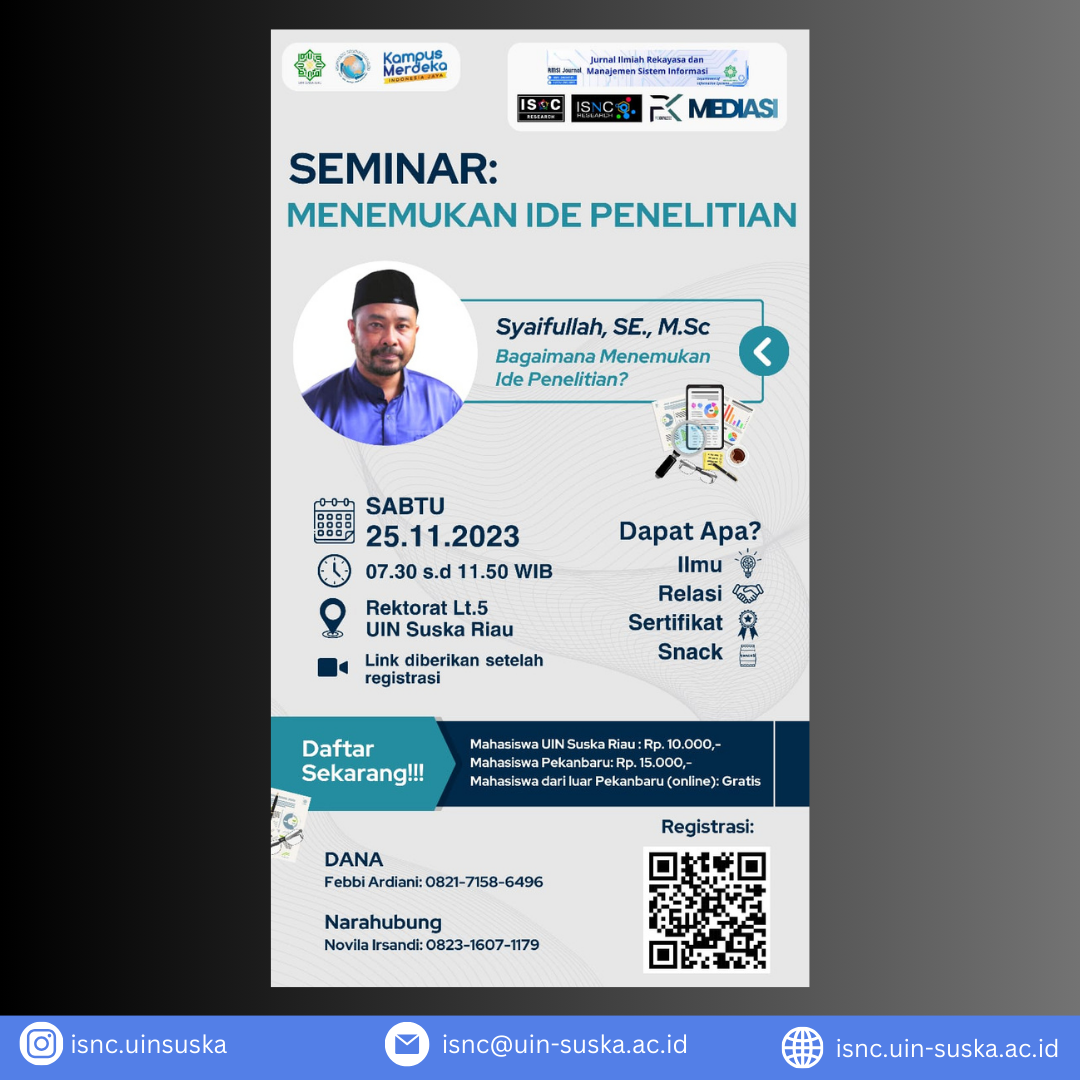 Kampus
Merdeka
INDONESIA JAYA
Jurnal Ilmiah Rekayasa dan
Manajemen Sistem Informasi
Journal
RESEARCH
ISNC
RESEARCH
MEDIASI
SEMINAR:
MENEMUKAN IDE PENELITIAN
Syaifullah, SE., M.Sc
Bagaimana Menemukan
Ide Penelitian?
SABTU
25.11.2023
07.30 s.d 11.50 WIB
Rektorat Lt.5
UIN Suska Riau
Link diberikan setelah
registrasi
Dapat Apa?
Ilmu
Relasi
Sertifikat
Snack
Daftar
Sekarang!!!
Mahasiswa UIN Suska Riau : Rp. 10.000,-
Mahasiswa Pekanbaru: Rp. 15.000,-
Mahasiswa dari luar Pekanbaru (online): Gratis
Registrasi:
DANA
Febbi Ardiani: 0821-7158-6496
Narahubung
Novila Irsandi: 0823-1607-1179
isnc.uinsuska
isnc@uin-suska.ac.id
isnc.uin-suska.ac.id